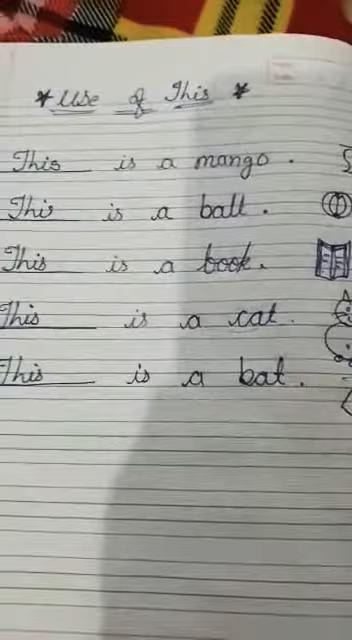 * Use of This *
This is a mango.
This is a ball.
This is a book.
This is a cat.
This is a bat.